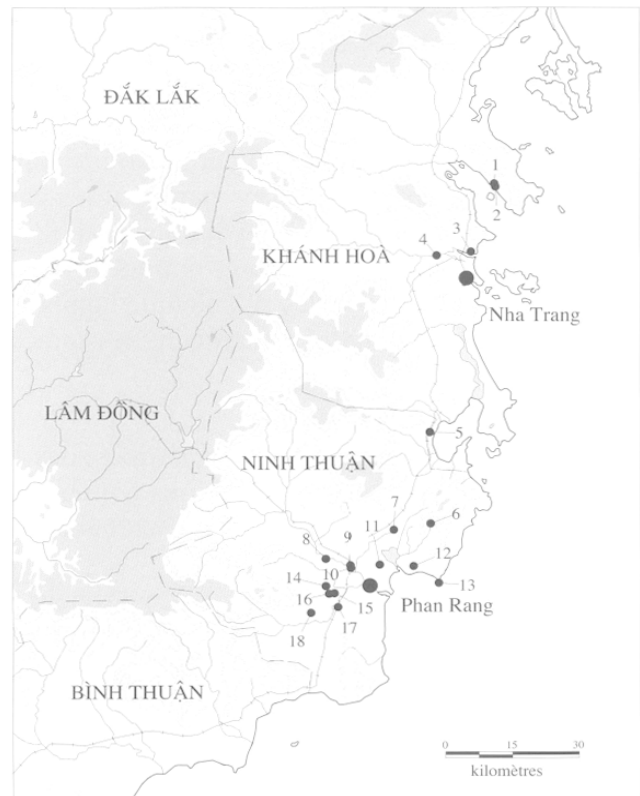 ĐẮK LẮK
1
2
3
4
KHÁNH HOÀ
Nha Trang
LÂM ĐỒNG
5
NINH THUẬN
7
6
11
9
8
12
14
10
13
16
15
Phan Rang
18
17
BÌNH THUẬN
0 15 30
kilomètres